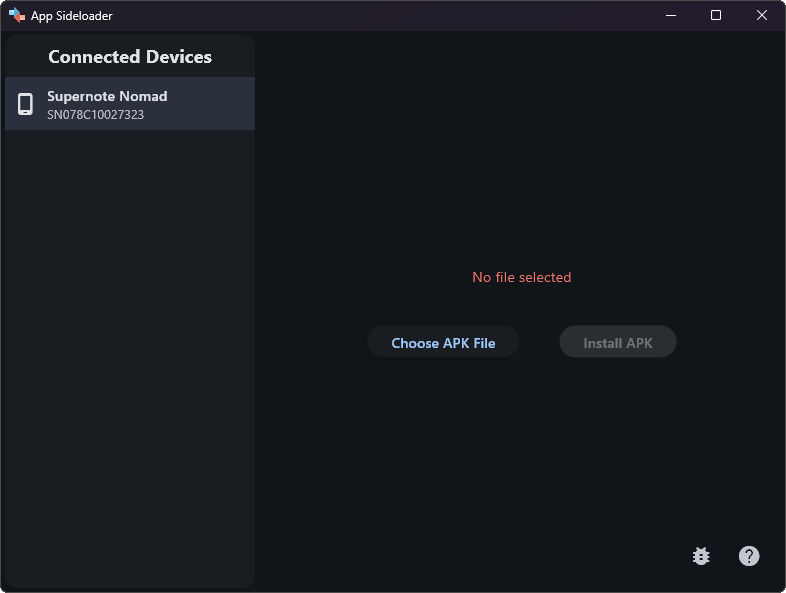 App Sideloader
Connected Devices
Supernote Nomad
SN078C10027323
No file selected
Choose APK File
Install APK
?